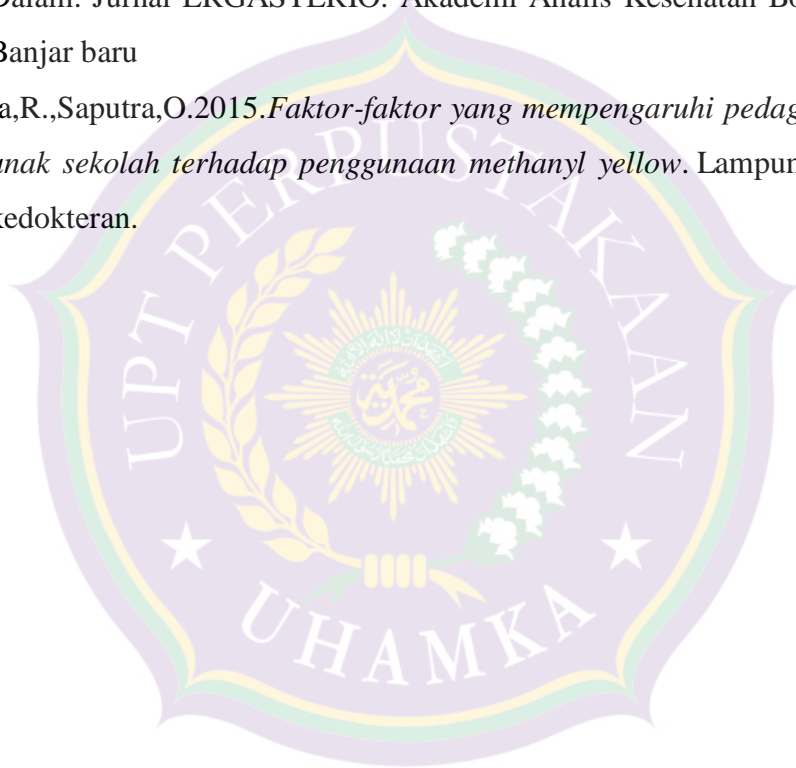 Dalam: Jurnal ERGASTERIO. Akademi Analis Kesehatan Bo
Banjar baru
a,R.,Saputra,O.2015.Faktor-faktor yang mempengaruhi pedag
anak sekolah terhadap penggunaan methanyl yellow. Lampun
kedokteran.
UPT PERPUSTAKAAN
UHAMKA